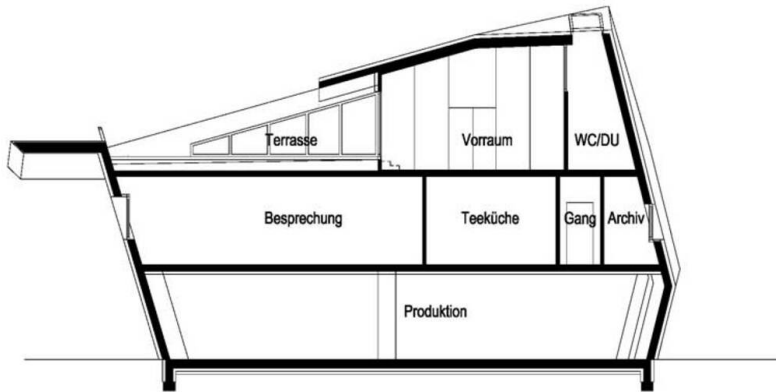 Terrasse
Vorraum
WC/DU
Besprechung
Teeküche
Gang
Archiv
Produktion